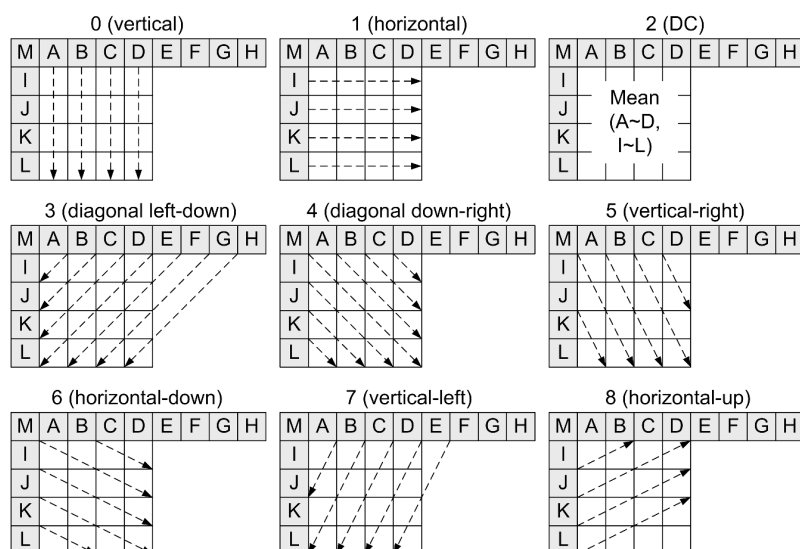 0 (vertical) 1 (horizontal) 2 (DC)
M A B C D E F G H M A B C D E F G H M A B C D E F G H
I I I
J J J
K K K
L L L
Mean
(A~D,
I~L)
3 (diagonal left-down) 4 (diagonal down-right) 5 (vertical-right)
M A B C D E F G H M A B C D E F G H M A B C D E F G H
I I I
J J J
K K K
L L L
6 (horizontal-down) 7 (vertical-left) 8 (horizontal-up)
M A B C D E F G H M A B C D E F G H M A B C D E F G H
I I I
J J J
K K K
L L L